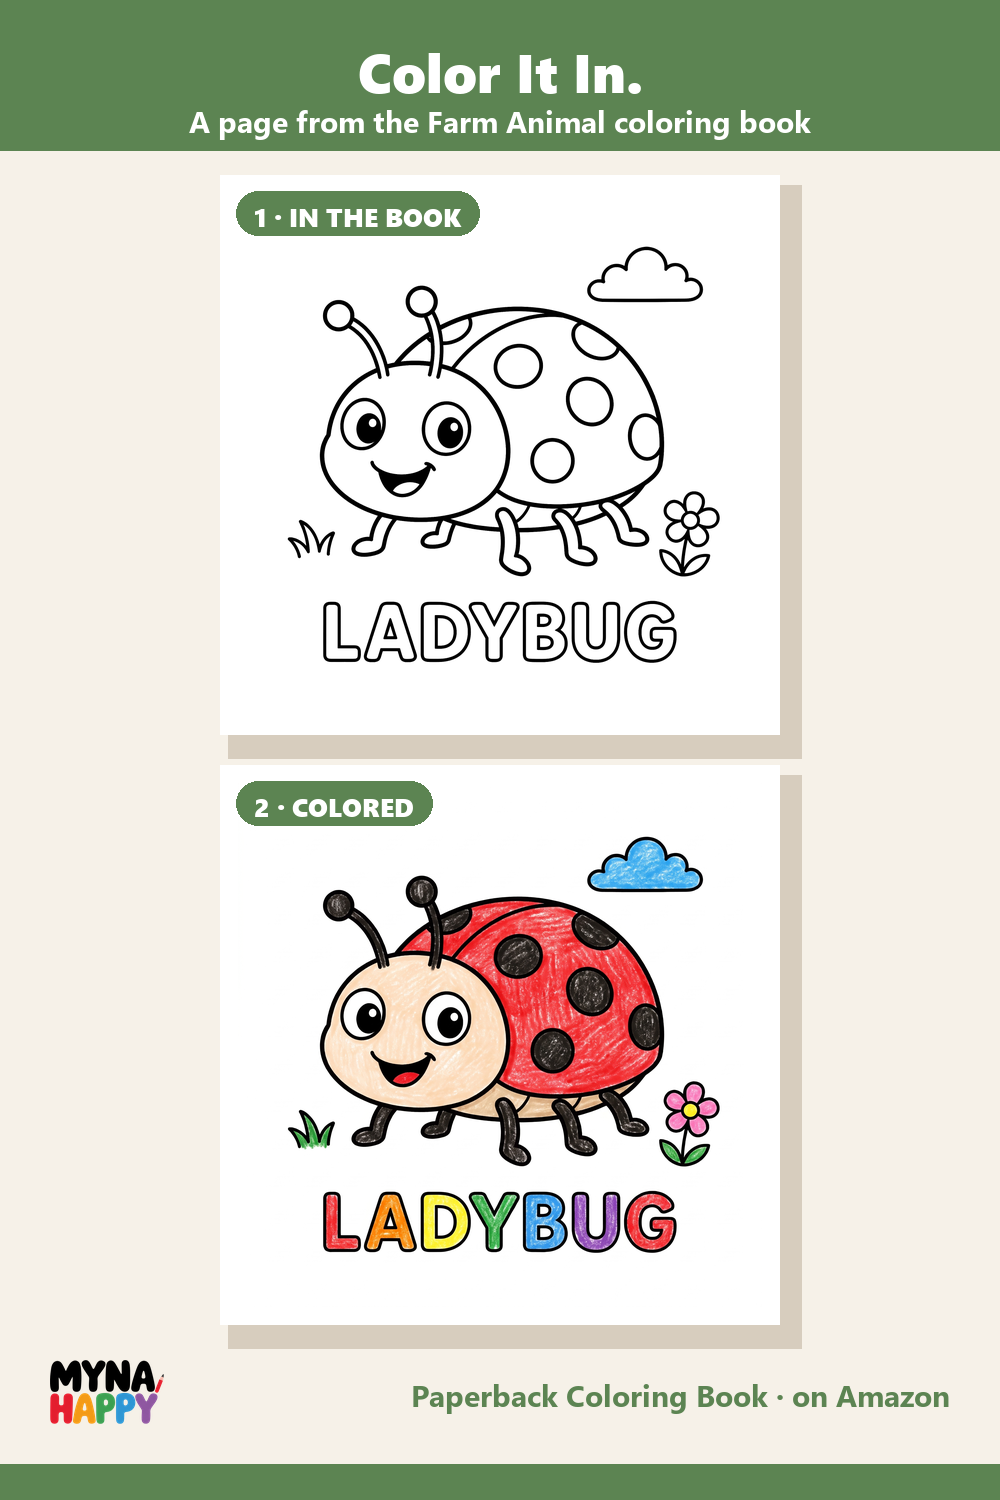 Color It In.
A page from the Farm Animal coloring book
1 · IN THE BOOK
LADYBUG
2 · COLORED
LADYBUG
MYNA
HAPPY
Paperback Coloring Book · on Amazon